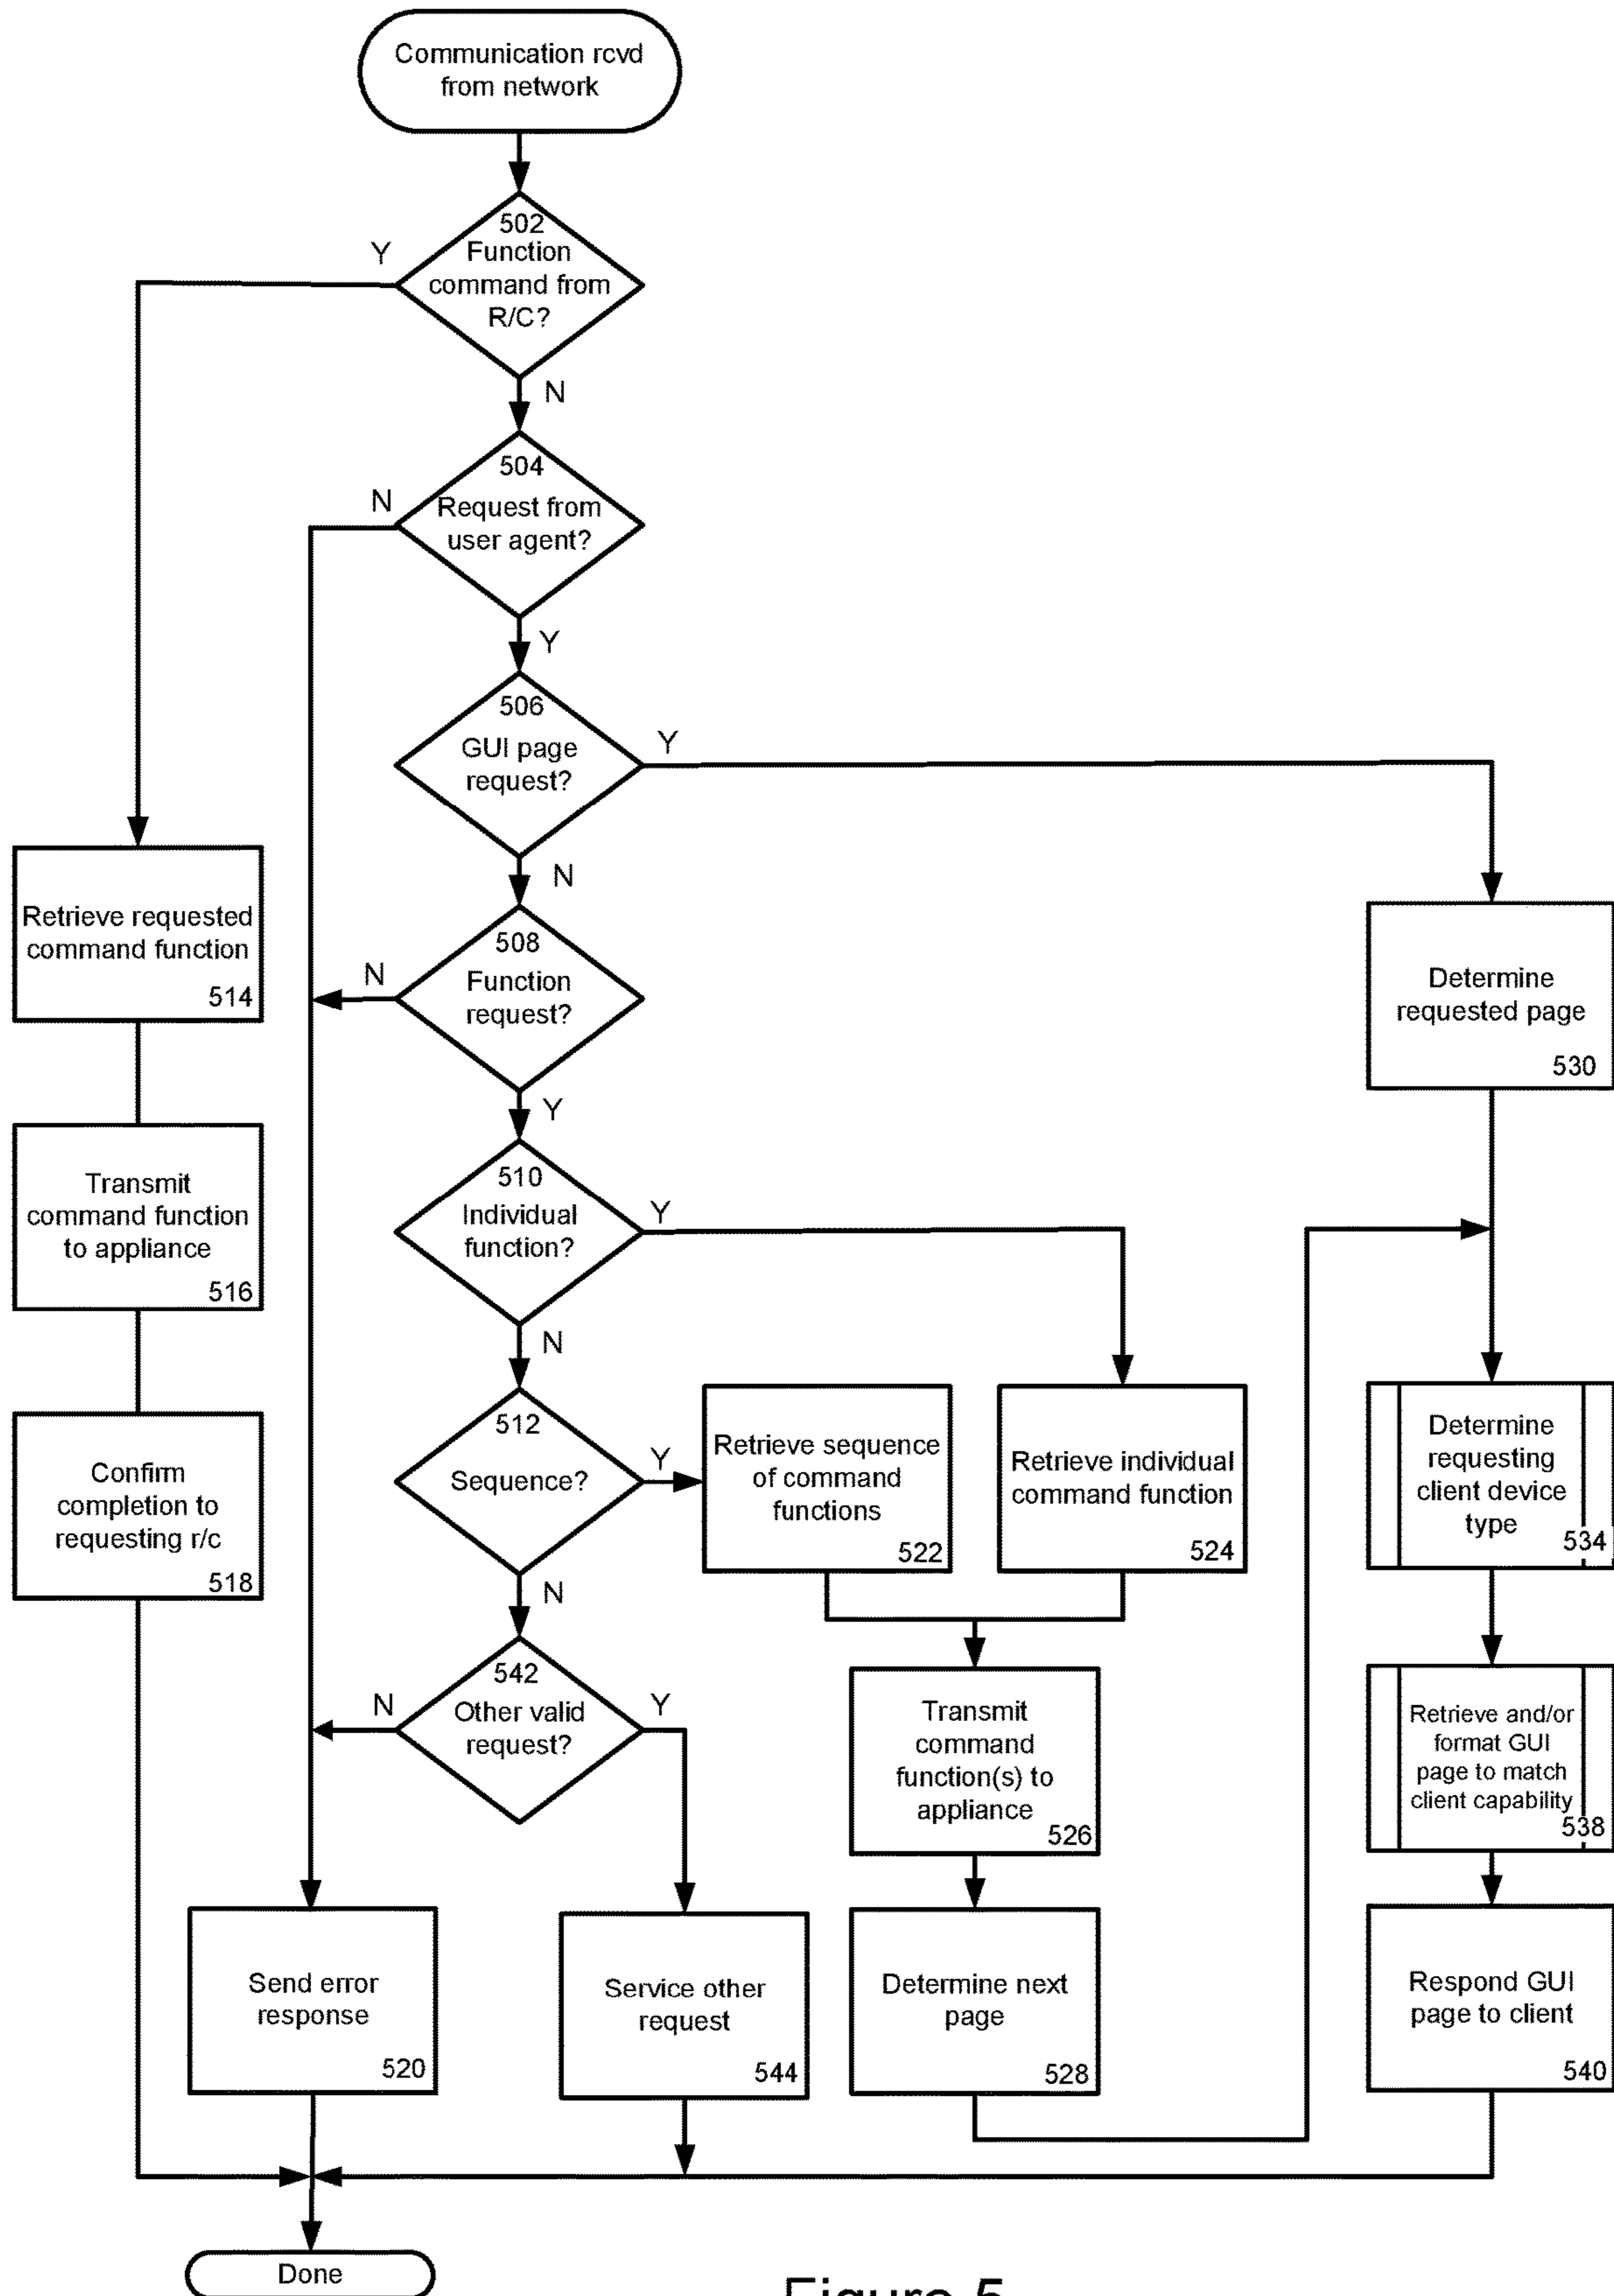 Communication rcvd
from network
502
Function
command from
R/C?
Y
N
504
Request from
user agent?
N
Y
506
GUI page
request?
Y
N
508
Function
request?
N
Y
510
Individual
function?
Y
N
512
Sequence?
Y
N
542
Other valid
request?
N
Y
Retrieve requested
command function
514
Transmit
command function
to appliance
516
Confirm
completion to
requesting r/c
518
Send error
response
520
Service other
request
544
Retrieve sequence
of command
functions
522
Retrieve individual
command function
524
Transmit
command
function(s) to
appliance
526
Determine next
page
528
Determine
requested page
530
Determine
requesting
client device
type
534
Retrieve and/or
format GUI
page to match
client capability
538
Respond GUI
page to client
540
Done
Figure 5